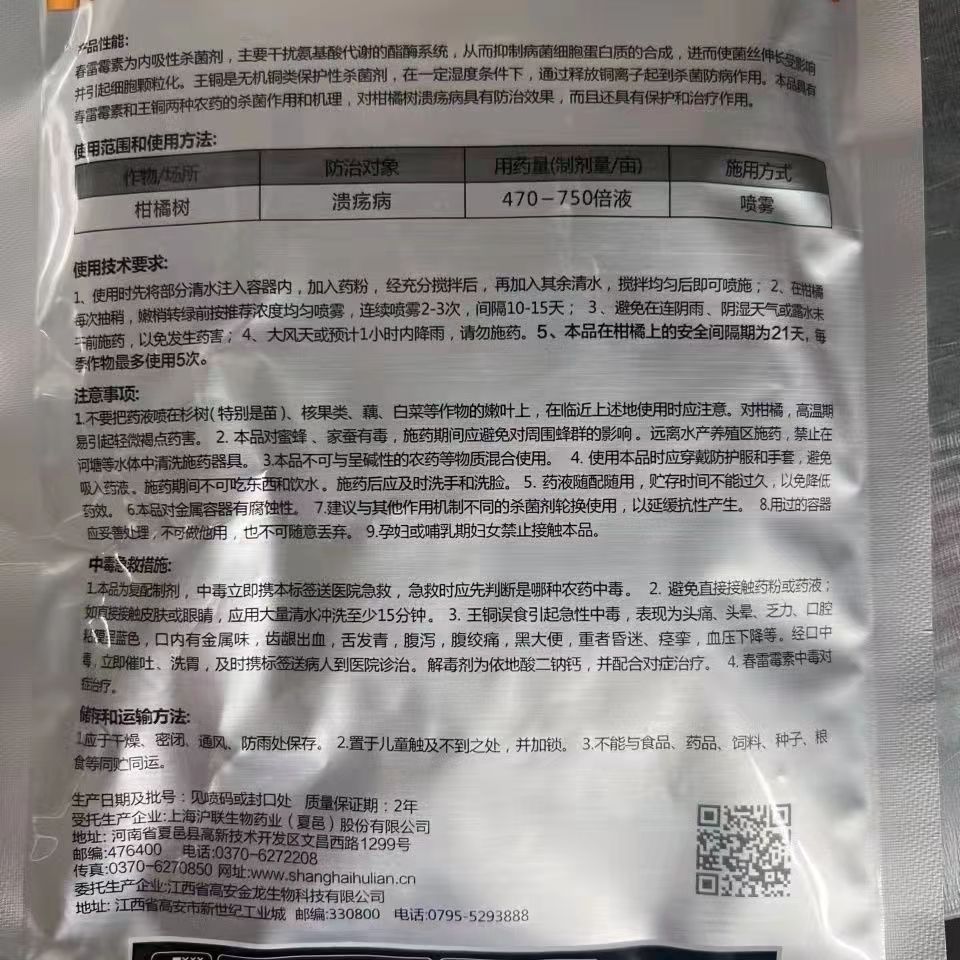 产品性能:
春雷霉素为内吸性杀菌剂，主要干扰氨基酸代谢的酯酶系统，从而抑制病菌细胞蛋白质的合成，进而使菌丝伸长受影响
并引起细胞颗粒化。王铜是无机铜类保护性杀菌剂，在一定湿度条件下，通过释放铜离子起到杀菌防病作用。本品具有
春雷霉素和王铜两种农药的杀菌作用和机理，对柑橘树溃疡病具有防治效果，而且还具有保护和治疗作用。
使用范围和使用方法:
作物/场所 防治对象 用药量(制剂量/亩) 施用方式
柑橘树 溃疡病 470-750倍液 喷雾
使用技术要求:
1、使用时先将部分清水注入容器内，加入药粉，经充分搅拌后，再加入其余清水，搅拌均匀后即可喷施；2、在柑橘
每次抽稍，嫩梢转绿前按推荐浓度均匀喷雾，连续喷雾2-3次，间隔10-15天；3、避免在连阴雨、阴湿天气或露水未
干前施药，以免发生药害；4、大风天或预计1小时内降雨，请勿施药。5、本品在柑橘上的安全间隔期为21天，每
季作物最多使用5次。
注意事项:
1.不要把药液喷在杉树(特别是苗)、核果类、藕、白菜等作物的嫩叶上，在临近上述地使用时应注意。对柑橘，高温期
易引起轻微褐点药害。2.本品对蜜蜂、家蚕有毒，施药期间应避免对周围蜂群的影响。远离水产养殖区施药，禁止在
河塘等水体中清洗施药器具。3.本品不可与呈碱性的农药等物质混合使用。4.使用本品时应穿戴防护服和手套，避免
吸入药液。施药期间不可吃东西和饮水。施药后应及时洗手和洗脸。5.药液随配随用，贮存时间不能过久，以免降低
药效。6.本品对金属容器有腐蚀性。7.建议与其他作用机制不同的杀菌剂轮换使用，以延缓抗性产生。8.用过的容器
应妥善处理，不可做他用，也不可随意丢弃。9.孕妇或哺乳期妇女禁止接触本品。
中毒急救措施:
1.本品为复配制剂，中毒立即携本标签送医院急救，急救时应先判断是哪种农药中毒。2.避免直接接触药粉或药液；
如直接接触皮肤或眼睛，应用大量清水冲洗至少15分钟。3.王铜误食引起急性中毒，表现为头痛、头晕、乏力、口腔
粘膜呈蓝色，口内有金属味，齿龈出血，舌发青，腹泻，腹绞痛，黑大便，重者昏迷、痉挛，血压下降等。经口中
毒，立即催吐、洗胃，及时携标签送病人到医院诊治。解毒剂为依地酸二钠钙，并配合对症治疗。4.春雷霉素中毒对
症治疗。
储存和运输方法:
1.应于干燥、密闭、通风、防雨处保存。2.置于儿童触及不到之处，并加锁。3.不能与食品、药品、饲料、种子、粮
食等同贮同运。
生产日期及批号：见喷码或封口处 质量保证期：2年
受托生产企业:上海沪联生物药业（夏邑）股份有限公司
地址: 河南省夏邑县高新技术开发区文昌西路1299号
邮编:476400 电话:0370-6272208
传真:0370-6270850 网址:www.shanghaihulian.cn
委托生产企业:江西省高安金龙生物科技有限公司
地址: 江西省高安市新世纪工业城 邮编:330800 电话:0795-5293888